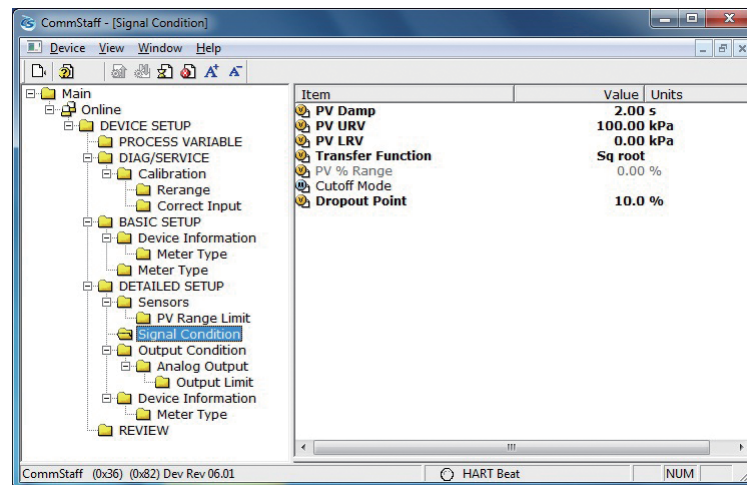 CommStaff - [Signal Condition]
Device View Window Help
A+ A-
Main
Online
DEVICE SETUP
PROCESS VARIABLE
DIAG/SERVICE
Calibration
Rerange
Correct Input
BASIC SETUP
Device Information
Meter Type
Meter Type
DETAILED SETUP
Sensors
PV Range Limit
Signal Condition
Output Condition
Analog Output
Output Limit
Device Information
Meter Type
REVIEW
Item Value Units
PV Damp 2.00 s
PV URV 100.00 kPa
PV LRV 0.00 kPa
Transfer Function Sq root
PV % Range 0.00 %
Cutoff Mode
Dropout Point 10.0 %
CommStaff (0x36) (0x82) Dev Rev 06.01 HART Beat NUM